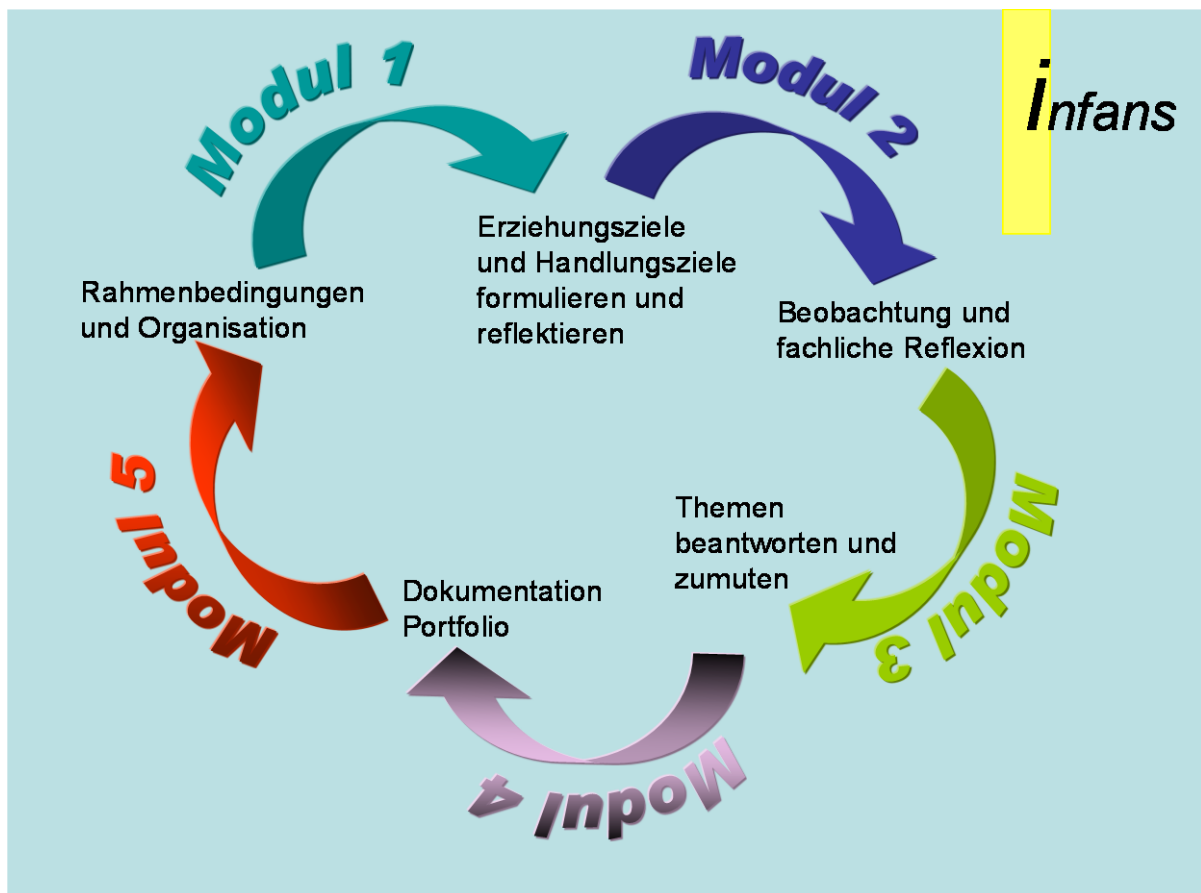 Modul 1
Modul 2
infans
Erziehungsziele
und Handlungsziele
formulieren und
reflektieren
Rahmenbedingungen
und Organisation
Beobachtung und
fachliche Reflexion
Modul 3
Themen
beantworten und
zumuten
Modul 5
Dokumentation
Portfolio
Modul 4